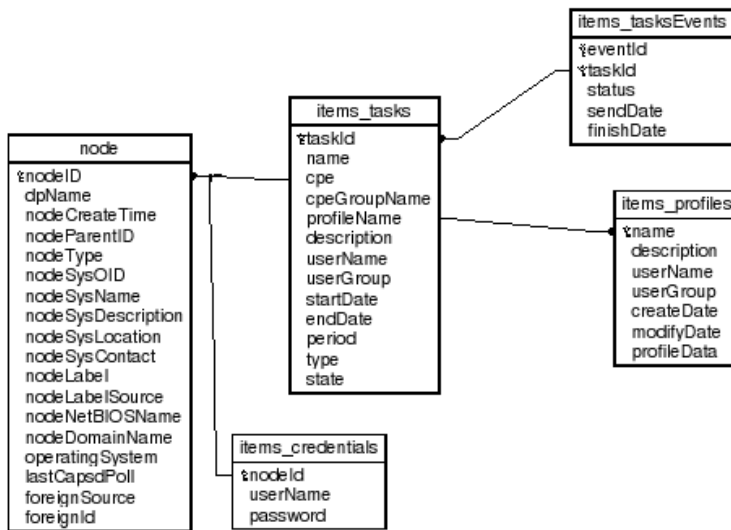 node
nodeID
dpName
nodeCreateTime
nodeParentID
nodeType
nodeSysOID
nodeSysName
nodeSysDescription
nodeSysLocation
nodeSysContact
nodeLabel
nodeLabelSource
nodeNetBIOSName
nodeDomainName
operatingSystem
lastCapsdPoll
foreignSource
foreignId
items_tasks
taskId
name
cpe
cpeGroupName
profileName
description
userName
userGroup
startDate
endDate
period
type
state
items_credentials
nodeId
userName
password
items_tasksEvents
eventId
taskId
status
sendDate
finishDate
items_profiles
name
description
userName
userGroup
createDate
modifyDate
profileData